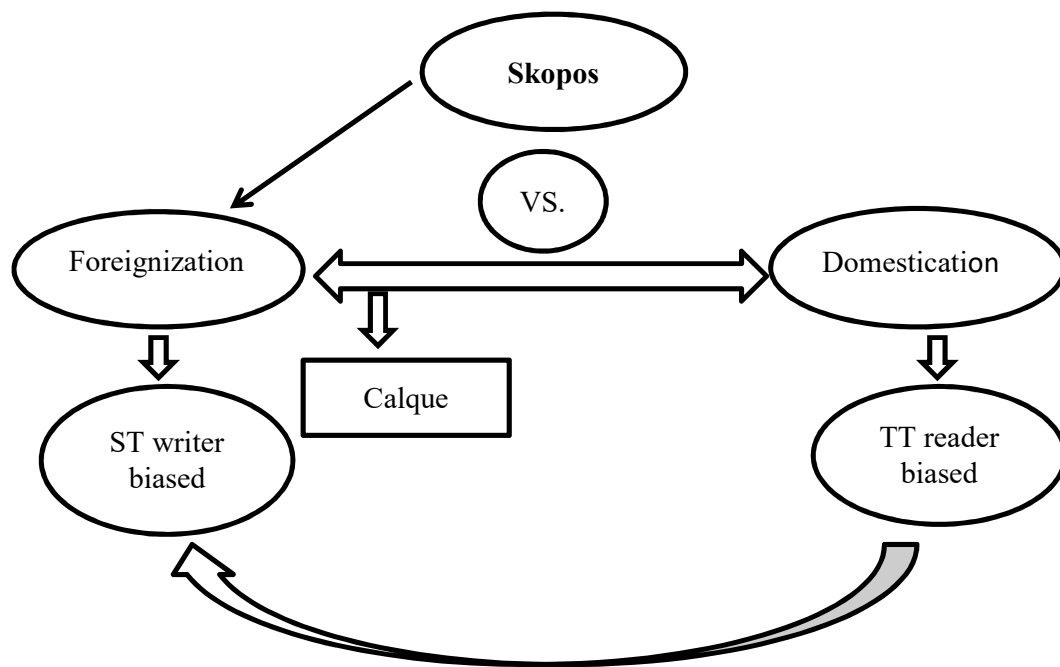 Skopos
VS.
Foreignization
Domestication
Calque
ST writer
biased
TT reader
biased